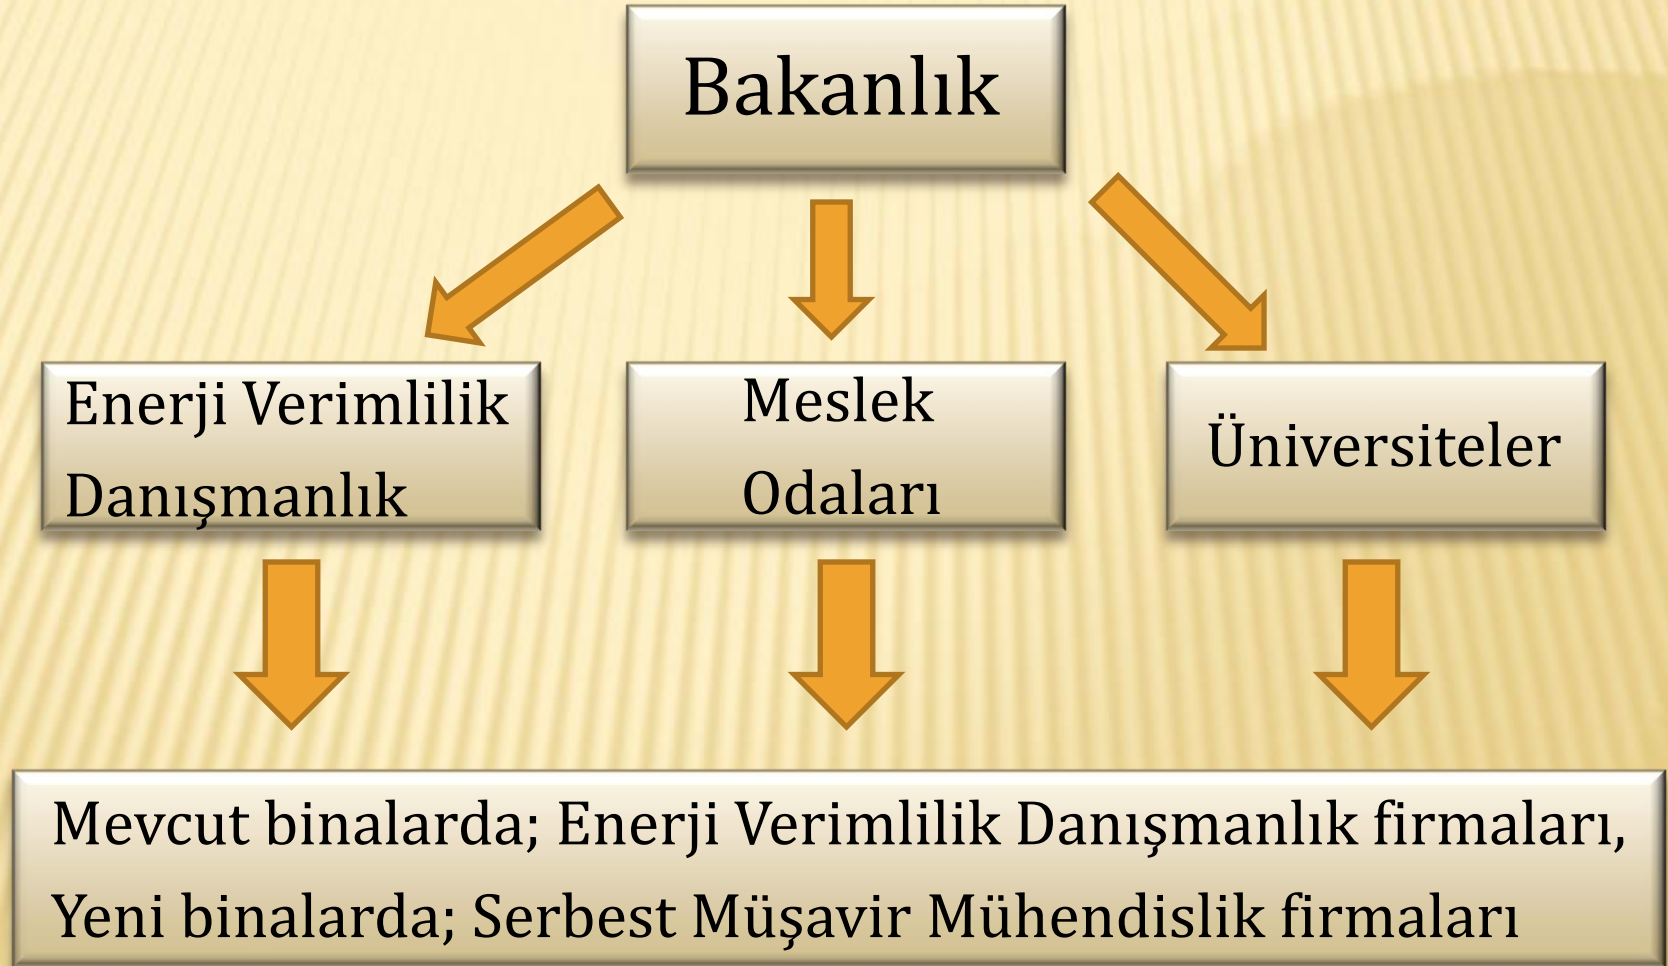 Bakanlık
Enerji Verimlilik
Danışmanlık
Meslek
Odaları
Üniversiteler
Mevcut binalarda; Enerji Verimlilik Danışmanlık firmaları,
Yeni binalarda; Serbest Müşavir Mühendislik firmaları